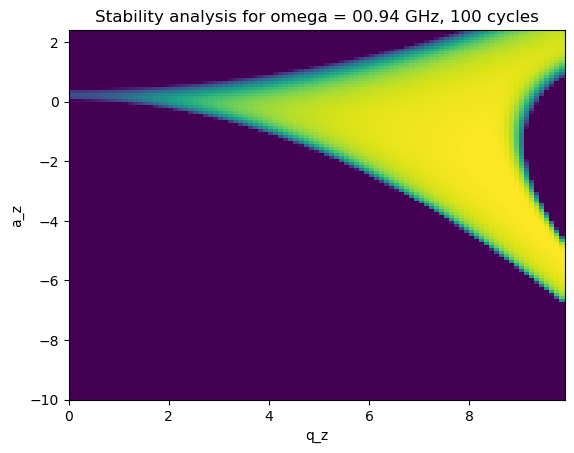 Stability analysis for omega = 00.94 GHz, 100 cycles
2
0
−2
−4
−6
−8
−10
a_z
0 2 4 6 8
q_z